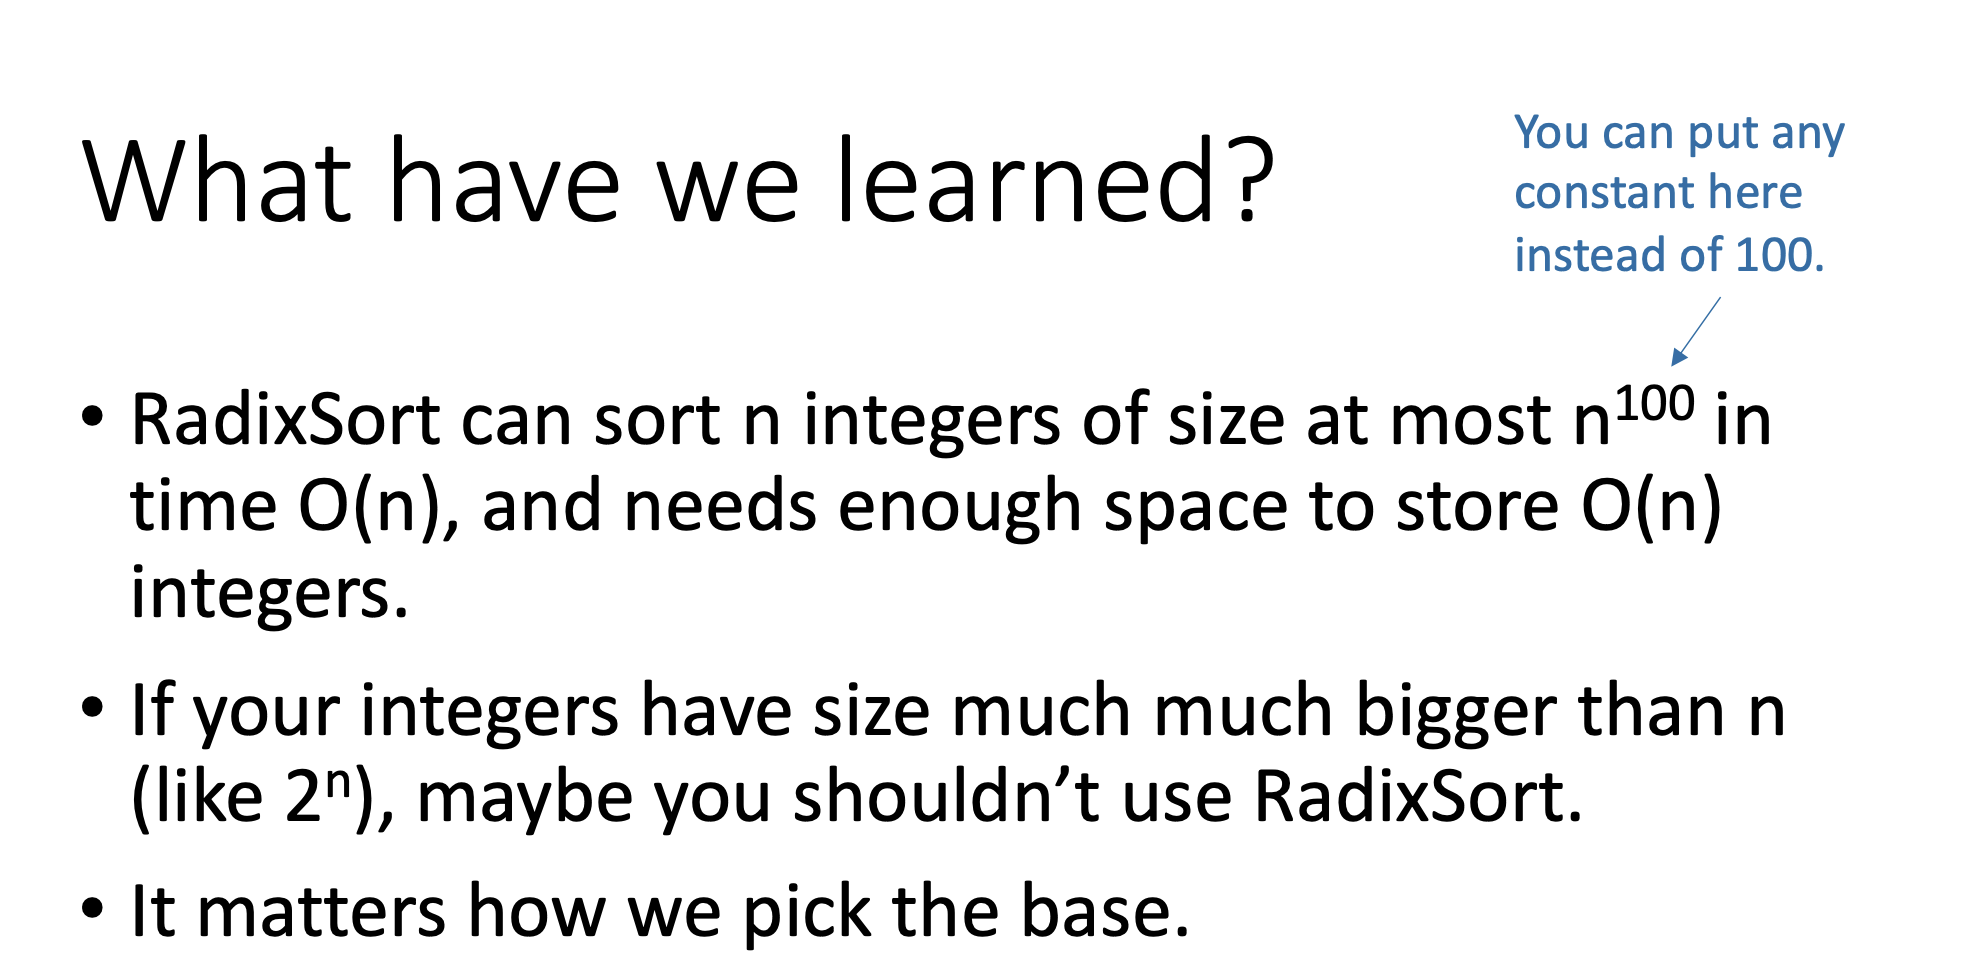 What have we learned?
You can put any
constant here
instead of 100.
• RadixSort can sort n integers of size at most n¹⁰⁰ in
time O(n), and needs enough space to store O(n)
integers.
• If your integers have size much much bigger than n
(like 2ⁿ), maybe you shouldn’t use RadixSort.
• It matters how we pick the base.